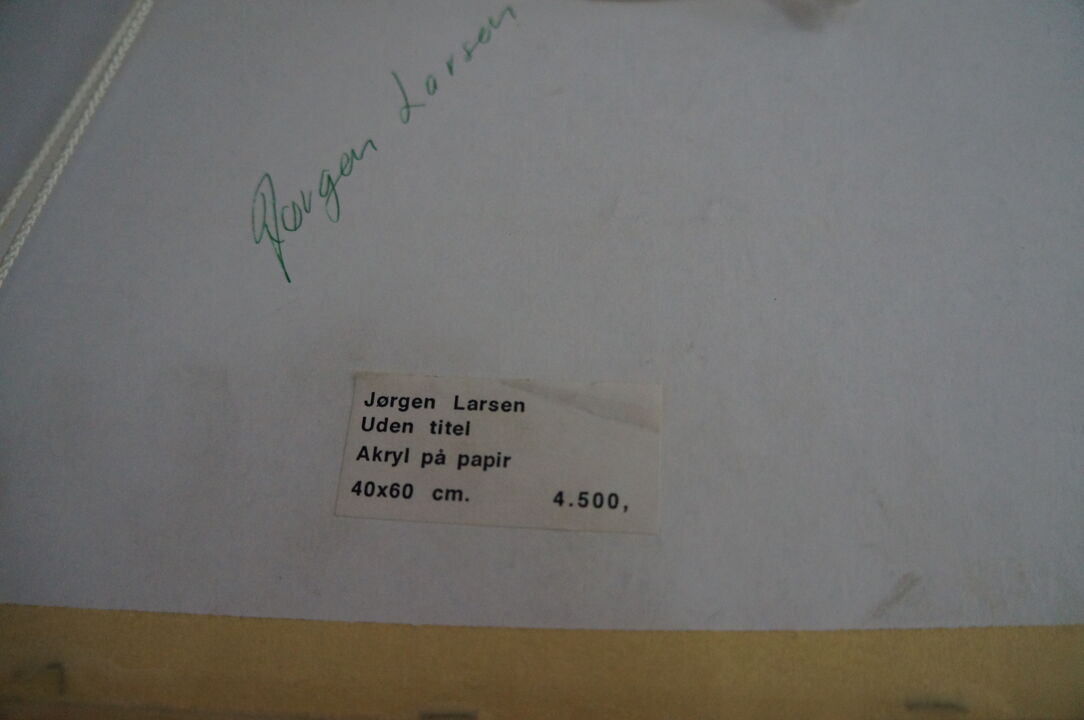 Jørgen Larsen
Jørgen Larsen
Uden titel
Akryl på papir
40x60 cm. 4.500,